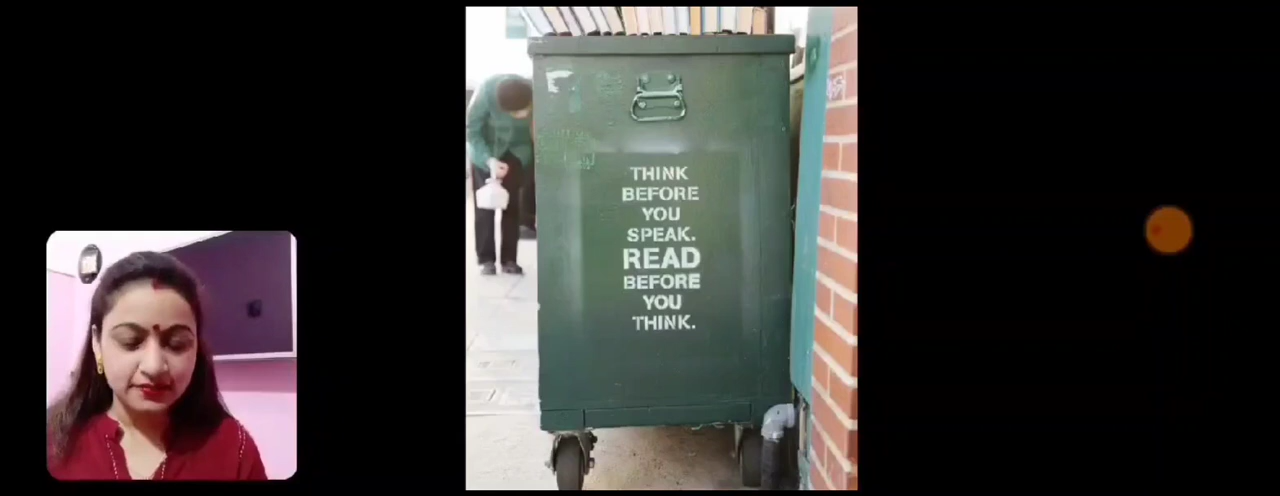 THINK
BEFORE
YOU
SPEAK.
READ
BEFORE
YOU
THINK.